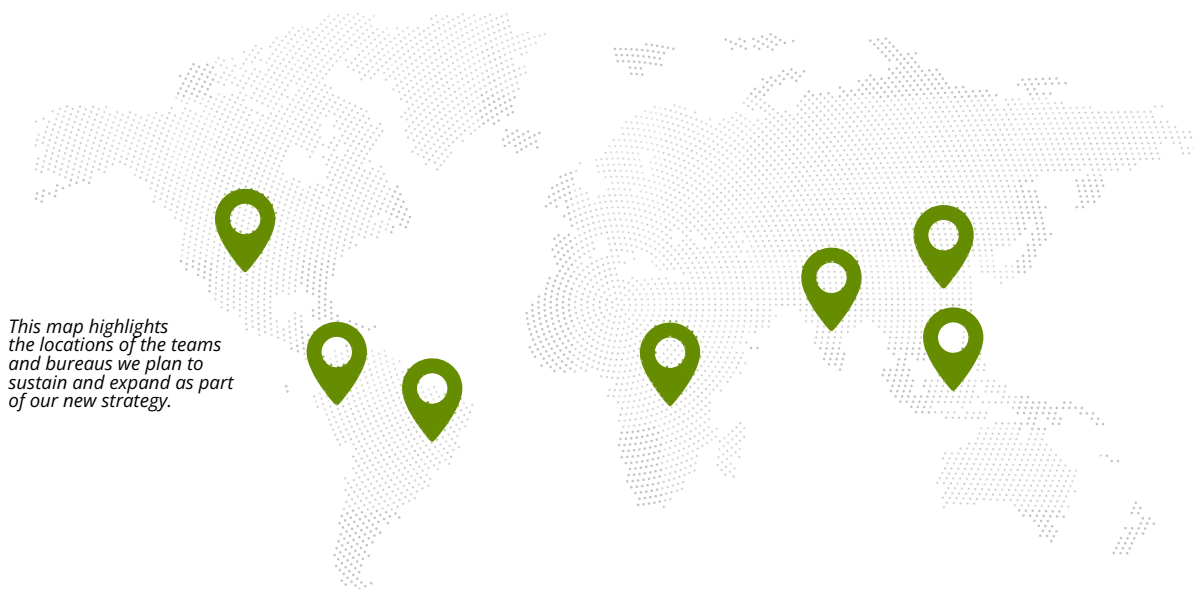 This map highlights
the locations of the teams
and bureaus we plan to
sustain and expand as part
of our new strategy.